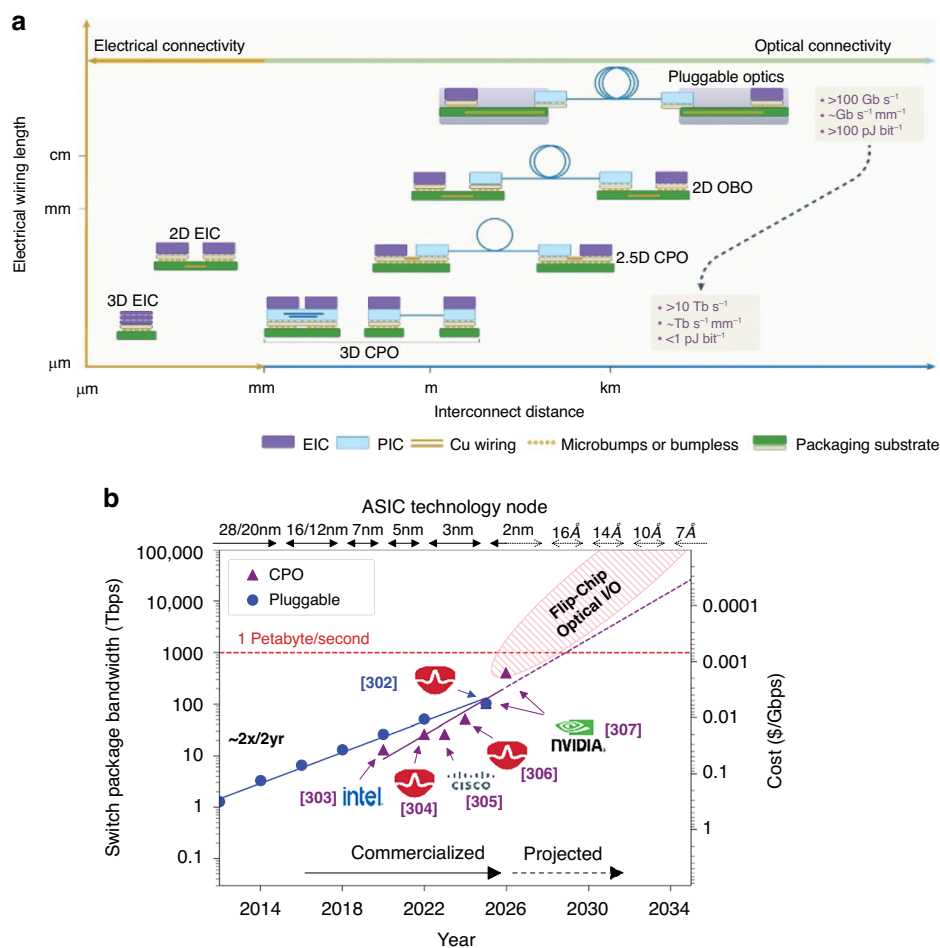 a
Electrical connectivity
Optical connectivity
Pluggable optics
• >100 Gb s⁻¹
• ~Gb s⁻¹ mm⁻¹
• >100 pJ bit⁻¹
Electrical wiring length
cm
mm
μm
2D OBO
2D EIC
2.5D CPO
3D EIC
• >10 Tb s⁻¹
• ~Tb s⁻¹ mm⁻¹
• <1 pJ bit⁻¹
3D CPO
μm mm m km
Interconnect distance
EIC PIC Cu wiring Microbumps or bumpless Packaging substrate
b
ASIC technology node
28/20nm 16/12nm 7nm 5nm 3nm 2nm 16Å 14Å 10Å 7Å
Switch package bandwidth (Tbps)
100,000
10,000
1000
100
10
1
0.1
CPO
Pluggable
1 Petabyte/second
Flip-Chip
Optical I/O
[302]
~2x/2yr
[303] intel
[304]
CISCO
[305]
[306]
NVIDIA.
[307]
Commercialized
Projected
0.0001
0.001
0.01
0.1
1
Cost ($/Gbps)
2014 2018 2022 2026 2030 2034
Year